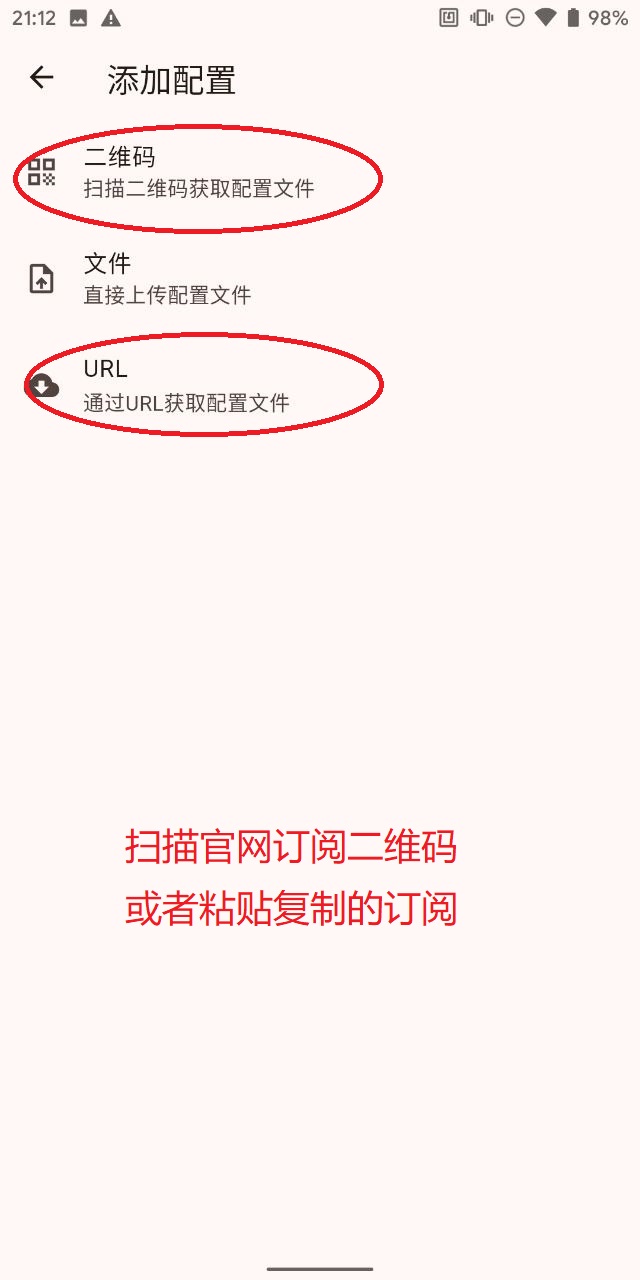 21:12
98%
添加配置
二维码
扫描二维码获取配置文件
文件
直接上传配置文件
URL
通过URL获取配置文件
扫描官网订阅二维码
或者粘贴复制的订阅